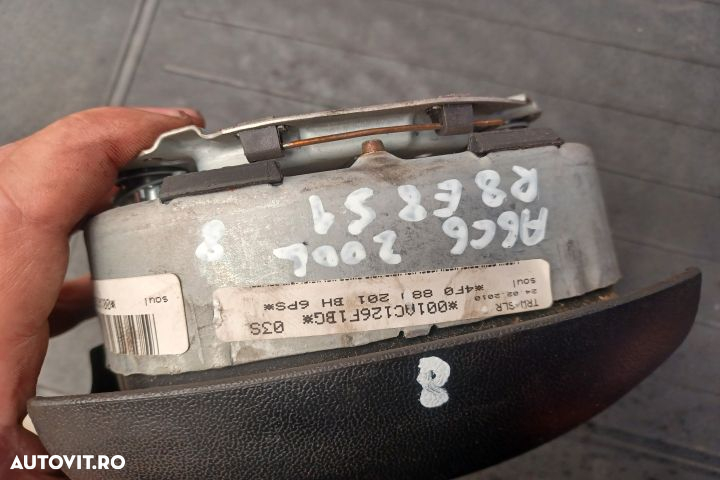 A6C6 2006
R8E8S1
8
TRW SLR
24.02.2010
soul
*4F0 88 201 BH 6PS*
*001AC126F1BG* 03S
soul
8
AUTOVIT.RO